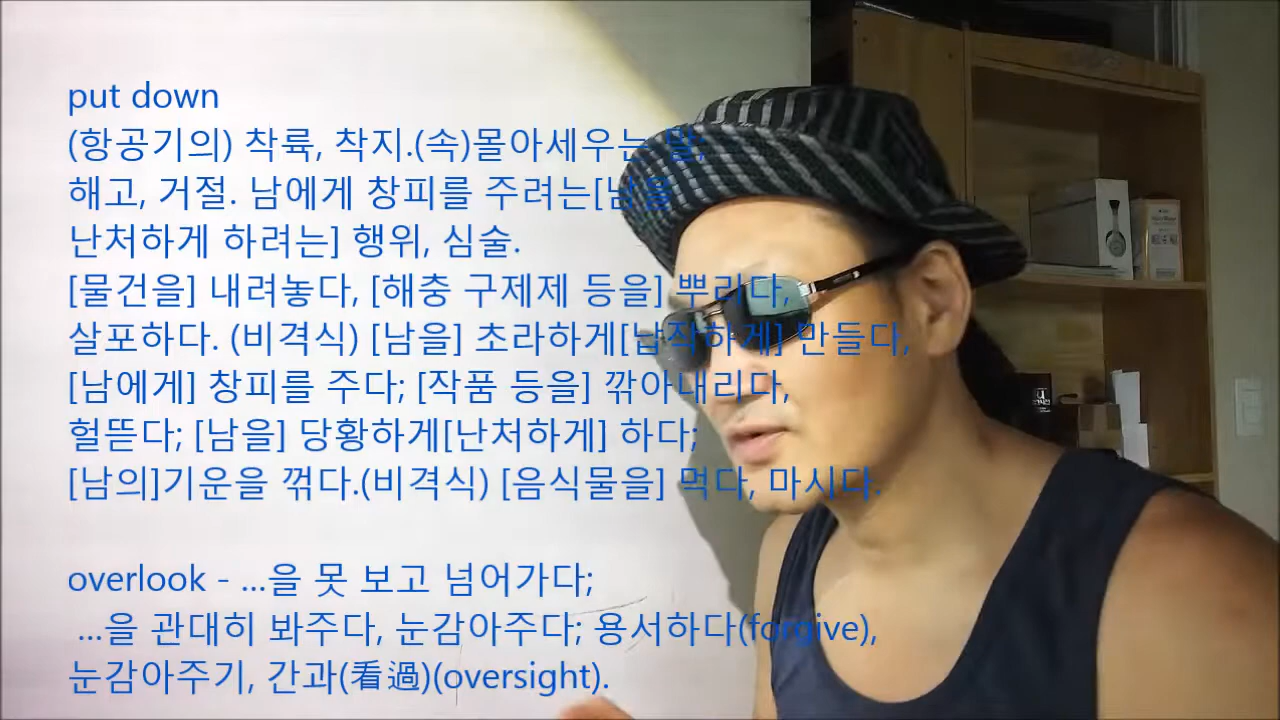 put down
(항공기의) 착륙, 착지.(속)몰아세우는 말;
해고, 거절. 남에게 창피를 주려는[남을
난처하게 하려는] 행위, 심술.
[물건을] 내려놓다, [해충 구제제 등을] 뿌리다,
살포하다. (비격식) [남을] 초라하게[납작하게] 만들다,
[남에게] 창피를 주다; [작품 등을] 깎아내리다,
헐뜯다; [남을] 당황하게[난처하게] 하다;
[남의]기운을 꺾다.(비격식) [음식물을] 먹다, 마시다.
overlook - ...을 못 보고 넘어가다;
...을 관대히 봐주다, 눈감아주다; 용서하다(forgive),
눈감아주기, 간과(看過)(oversight).